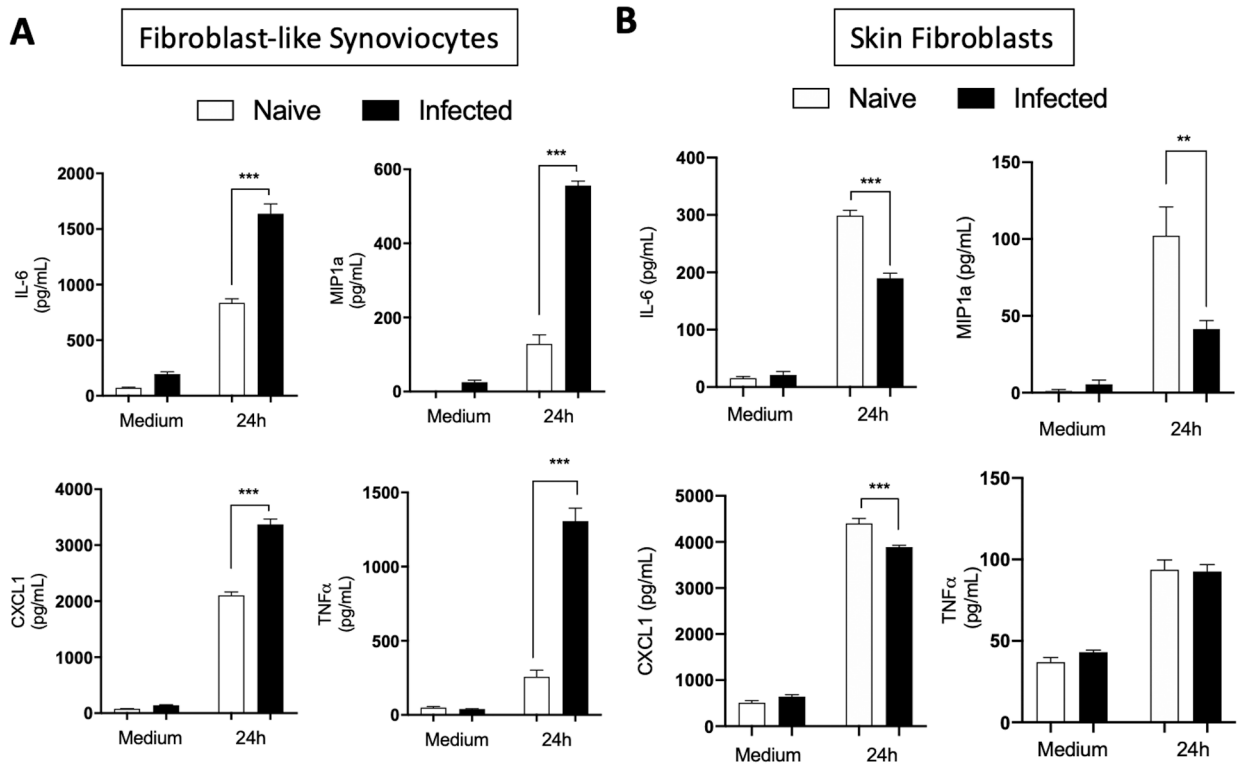 A
Fibroblast-like Synoviocytes
Naive
Infected
IL-6
(pg/mL)
2000
1500
1000
500
0
***
Medium
24h
MIP1a
(pg/mL)
600
400
200
0
***
Medium
24h
CXCL1
(pg/mL)
4000
3000
2000
1000
0
***
Medium
24h
TNFα
(pg/mL)
1500
1000
500
0
***
Medium
24h
B
Skin Fibroblasts
Naive
Infected
IL-6 (pg/mL)
400
300
200
100
0
***
Medium
24h
MIP1a (pg/mL)
150
100
50
0
**
Medium
24h
CXCL1 (pg/mL)
5000
4000
3000
2000
1000
0
***
Medium
24h
TNFα
(pg/mL)
150
100
50
0
Medium
24h